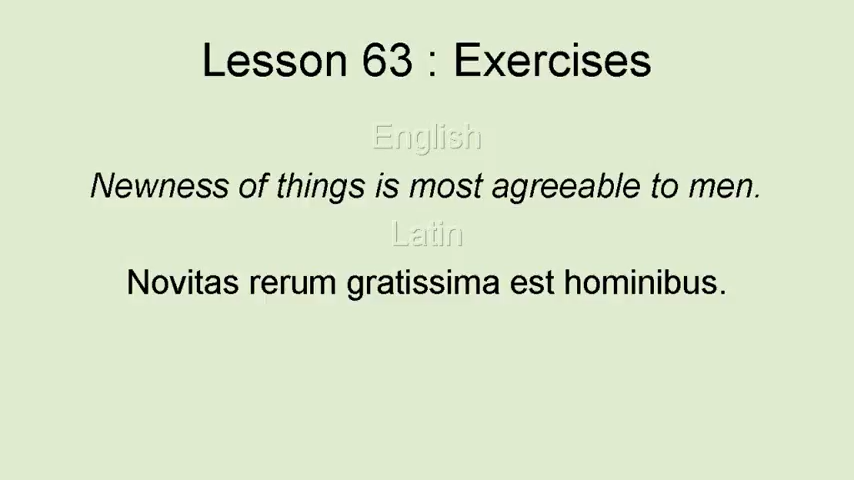 Lesson 63 : Exercises
English
Newness of things is most agreeable to men.
Latin
Novitas rerum gratissima est hominibus.